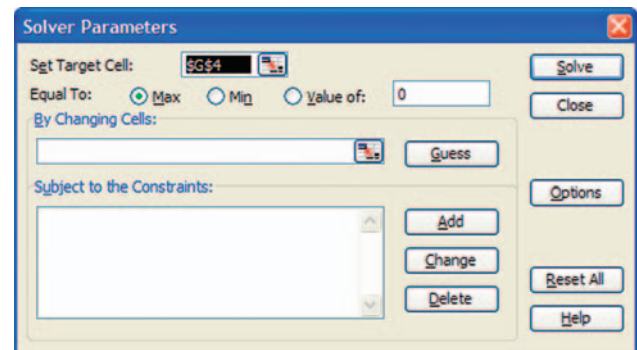 Solver Parameters
Set Target Cell: $G$4 Solve
Equal To: Max Min Value of: 0 Close
By Changing Cells:
Guess
Subject to the Constraints: Options
Add
Change
Reset All
Delete
Help